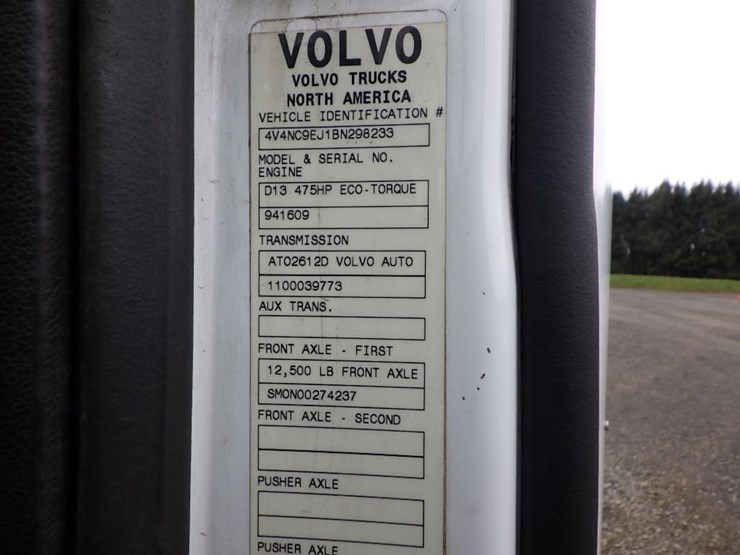 VOLVO
VOLVO TRUCKS
NORTH AMERICA
VEHICLE IDENTIFICATION #
4V4NC9EJ1BN298233
MODEL & SERIAL NO.
ENGINE
D13 475HP ECO-TORQUE
941609
TRANSMISSION
ATO2612D VOLVO AUTO
1100039773
AUX TRANS.
FRONT AXLE - FIRST
12,500 LB FRONT AXLE
SMON00274237
FRONT AXLE - SECOND
PUSHER AXLE
PUSHER AXLE